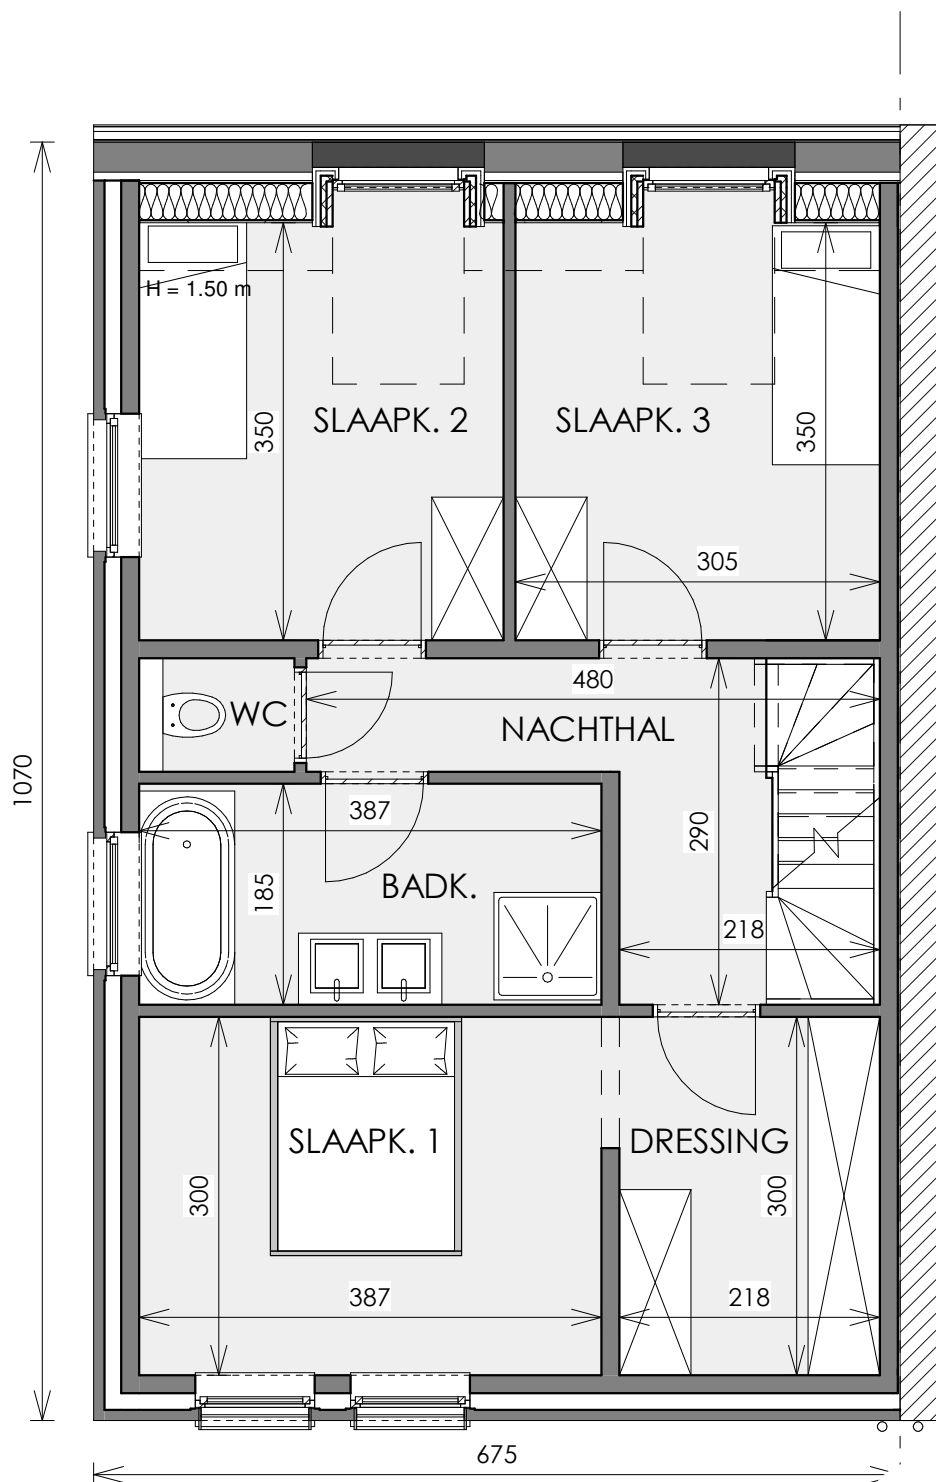 H = 1.50 m
SLAAPK. 2
SLAAPK. 3
350
350
305
480
WC
NACHTHAL
1070
387
290
185
BADK.
218
SLAAPK. 1
DRESSING
300
300
387
218
675